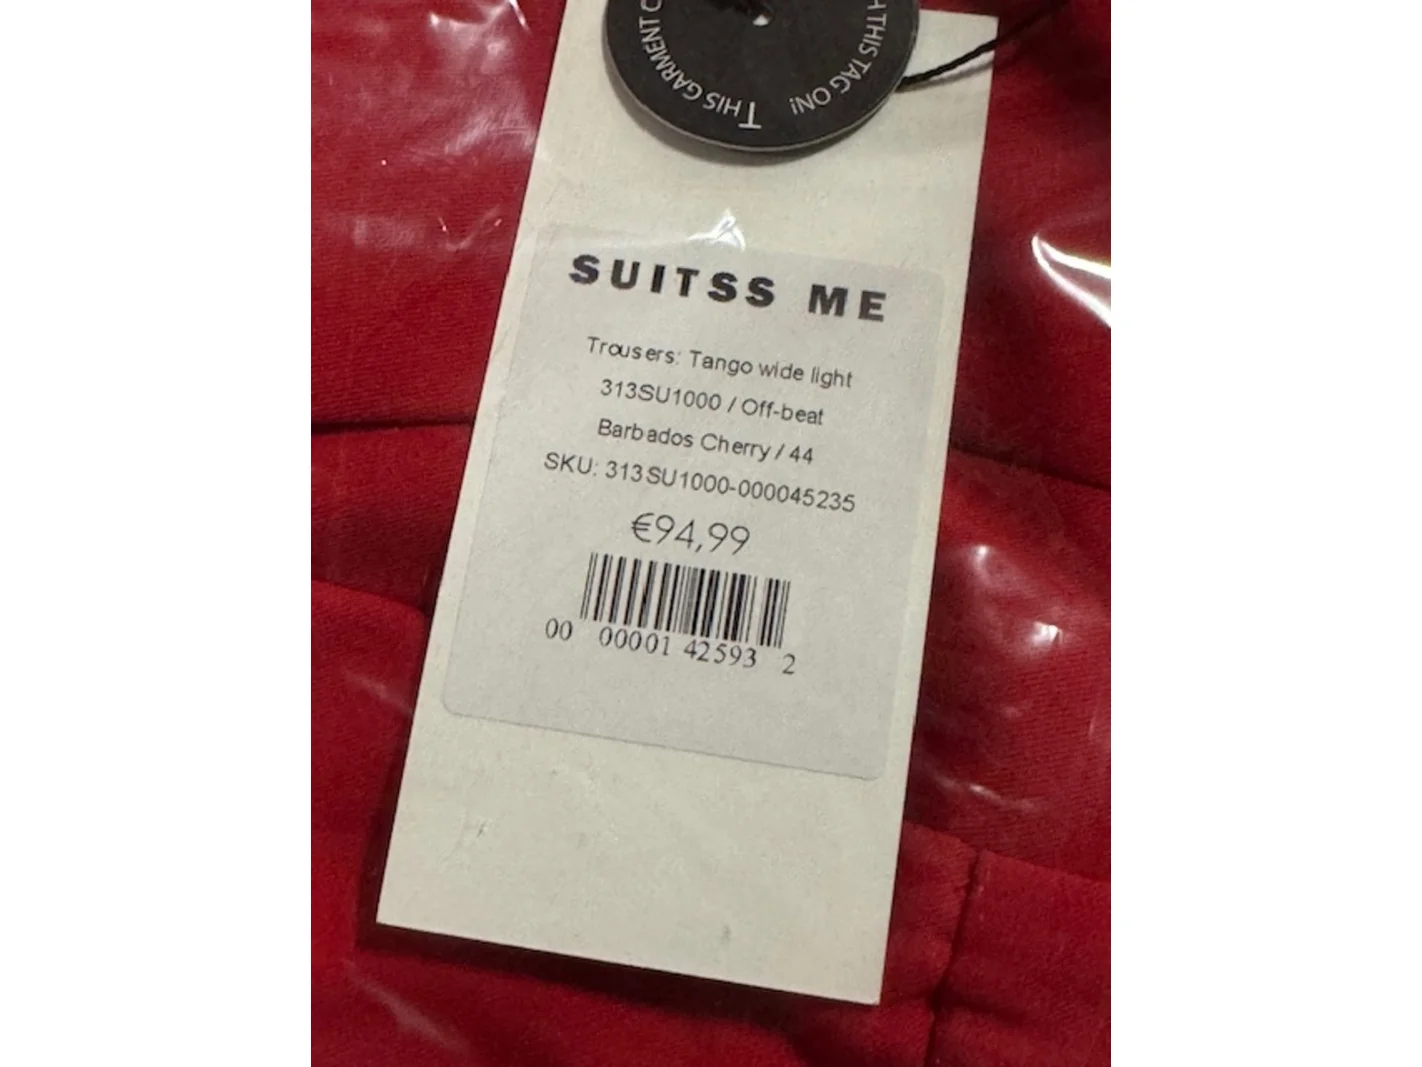 THIS GARMENT
H THIS TAG ON!
SUITSS ME
Trousers: Tango wide light
313SU1000 / Off-beat
Barbados Cherry / 44
SKU: 313SU1000-000045235
€94,99
00 00001 42593 2